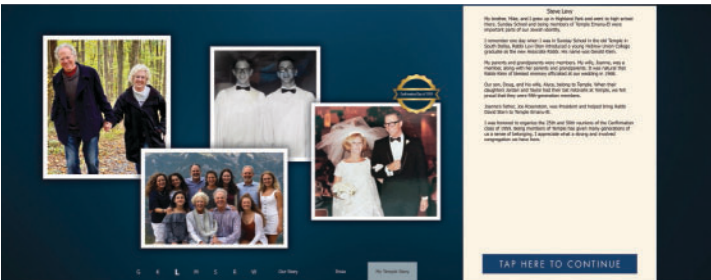 Steve Levy
My brother, Mike, and I grew up in Highland Park and went to high school
there. Sunday School and being members of Temple Emanu-El were
important parts of our Jewish identity.
I remember one day when I was in Sunday School in the old Temple in
South Dallas, Rabbi Levi Olan introduced a young Hebrew Union College
graduate as the new Associate Rabbi. His name was Gerald Klein.
My parents and grandparents were members. My wife, Joanne, was a
member, along with her parents and grandparents. It was natural that
Rabbi Klein of blessed memory officiated at our wedding in 1968.
Our son, Doug, and his wife, Alexa, belong to Temple. When their
daughters Jordan and had their bat mitzvahs at Temple, we felt
proud that they were fifth-generation members.
Joanne's father, Joe Rosenstein, was President and helped bring Rabbi
David Stern to Temple Emanu-El.
I was honored to organize the 25th and 50th reunions of the Confirmation
Class of 1959. Being members of Temple has given many generations of
us a sense of belonging. I appreciate what a strong and involved
congregation we have here.
TAP HERE TO CONTINUE
G K L M S R W Our Story My Temple Story